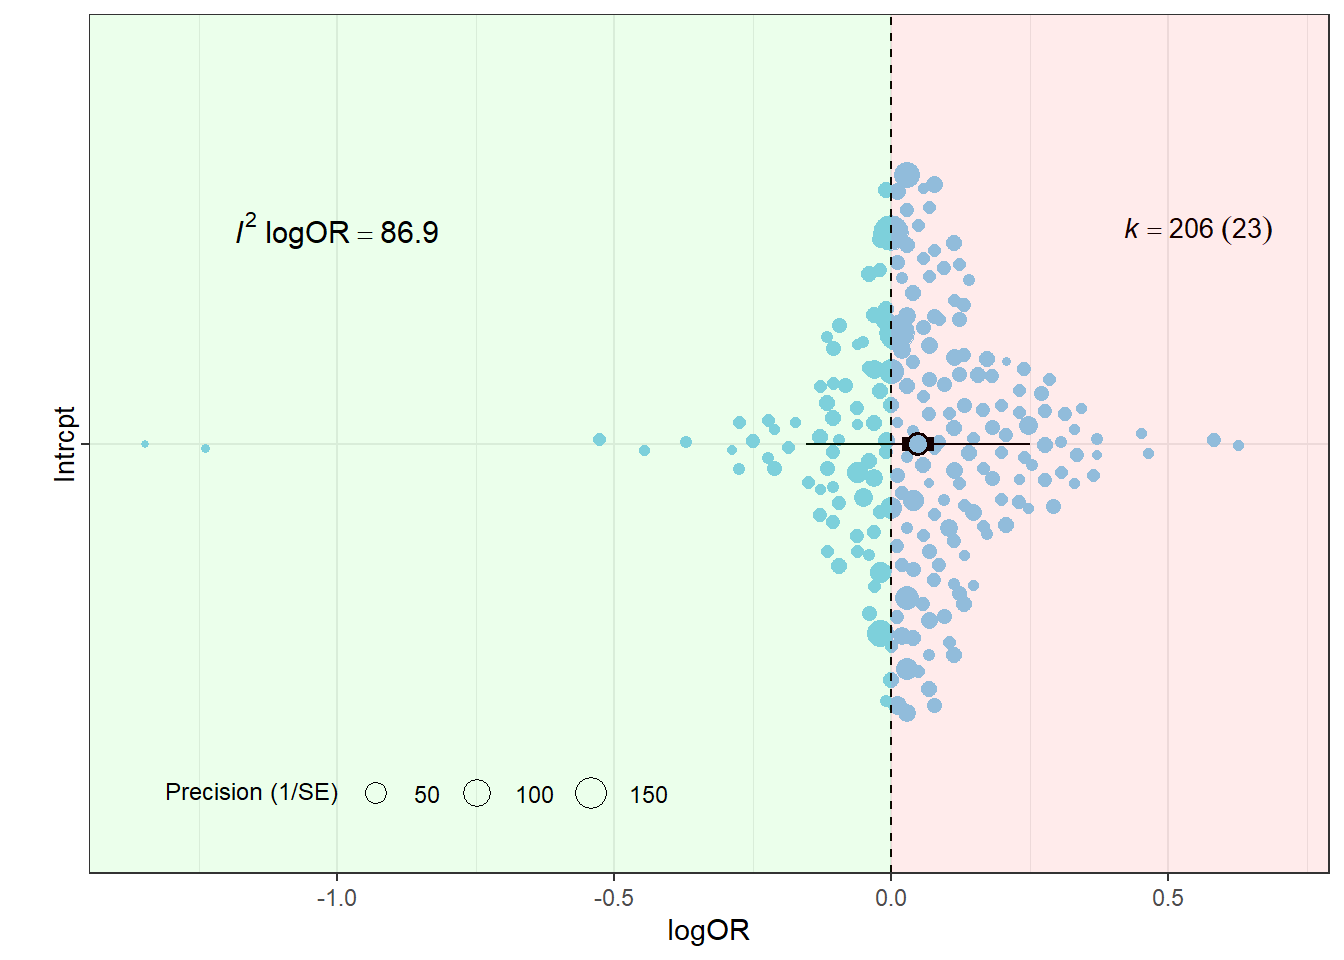 I² logOR = 86.9
k = 206 (23)
Intrcpt
Precision (1/SE) 50 100 150
-1.0 -0.5 0.0 0.5
logOR